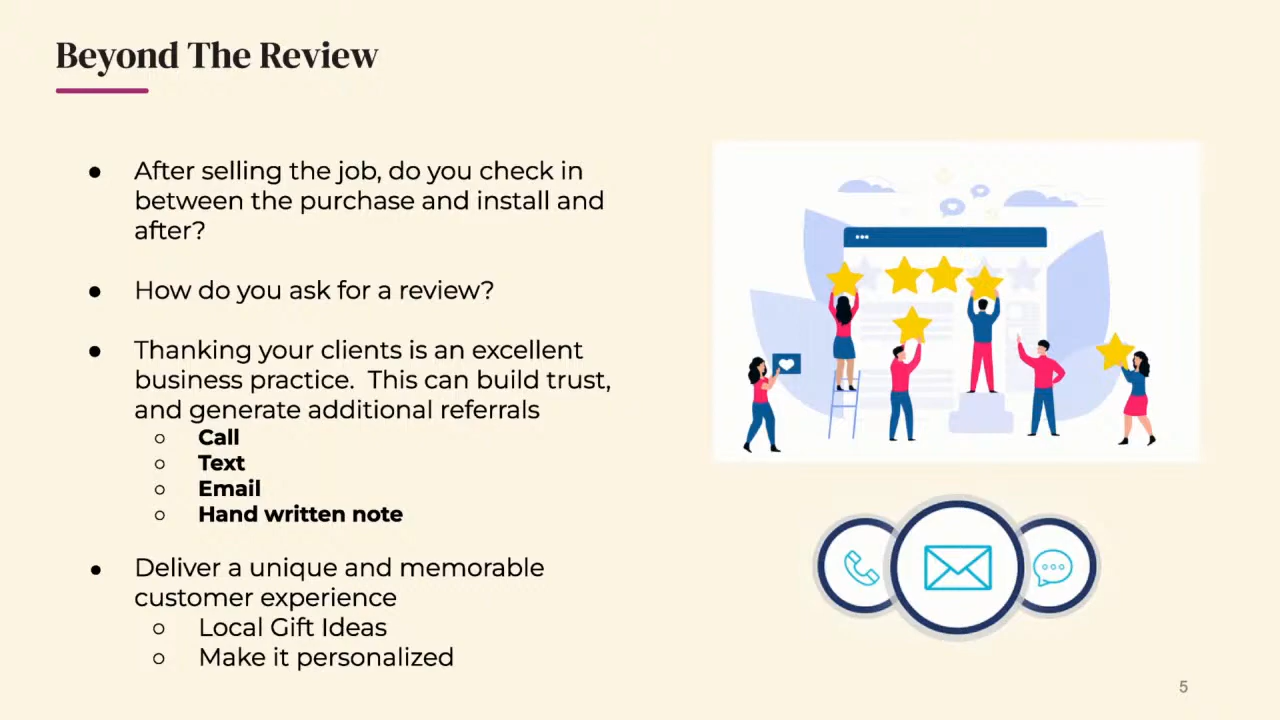 Beyond The Review
● After selling the job, do you check in
between the purchase and install and
after?
● How do you ask for a review?
● Thanking your clients is an excellent
business practice.  This can build trust,
and generate additional referrals
○ Call
○ Text
○ Email
○ Hand written note
● Deliver a unique and memorable
customer experience
○ Local Gift Ideas
○ Make it personalized
5